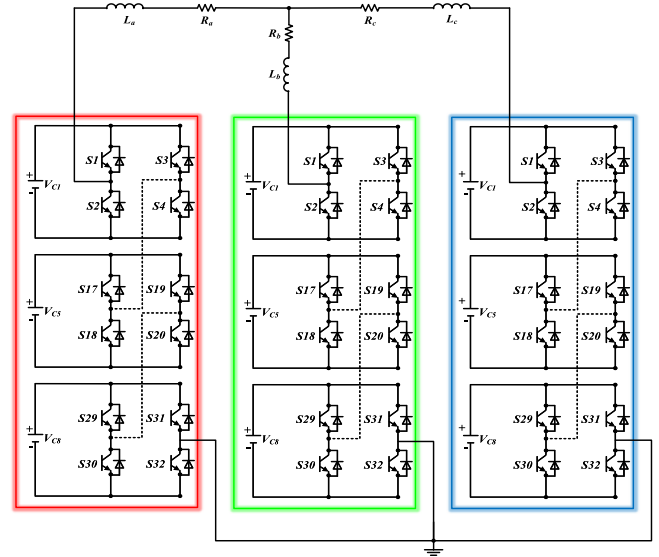 La Ra Rc Lc
Rb
Lb
S1 S3
+ VC1 -
S2 S4
S17 S19
+ VC5 -
S18 S20
S29 S31
+ VC8 -
S30 S32
S1 S3
+ VC1 -
S2 S4
S17 S19
+ VC5 -
S18 S20
S29 S31
+ VC8 -
S30 S32
S1 S3
+ VC1 -
S2 S4
S17 S19
+ VC5 -
S18 S20
S29 S31
+ VC8 -
S30 S32